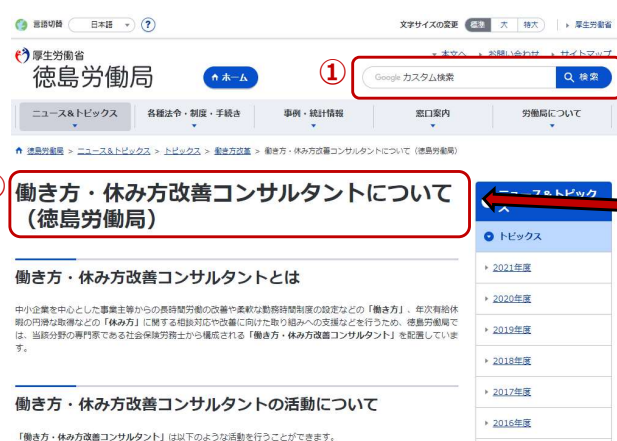 言語切替 日本語 ?
文字サイズの変更 標準 大 特大 厚生労働省
厚生労働省
徳島労働局
ホーム
本文へ お問い合わせ サイトマップ
①
Google カスタム検索 検索
ニュース&トピックス 各種法令・制度・手続き 事例・統計情報 窓口案内 労働局について
徳島労働局 > ニュース&トピックス > トピックス > 働き方改革 > 働き方・休み方改善コンサルタントについて（徳島労働局）
働き方・休み方改善コンサルタントについて
（徳島労働局）
働き方・休み方改善コンサルタントとは
中小企業を中心とした事業主等からの長時間労働の改善や柔軟な勤務時間制度の設定などの「働き方」、年次有給休
暇の円滑な取得などの「休み方」に関する相談対応や改善に向けた取り組みへの支援などを行うため、徳島労働局で
は、当該分野の専門家である社会保険労務士から構成される「働き方・休み方改善コンサルタント」を配置していま
す。
働き方・休み方改善コンサルタントの活動について
「働き方・休み方改善コンサルタント」は以下のような活動を行うことができます。
ニュース&トピック
ス
トピックス
2021年度
2020年度
2019年度
2018年度
2017年度
2016年度